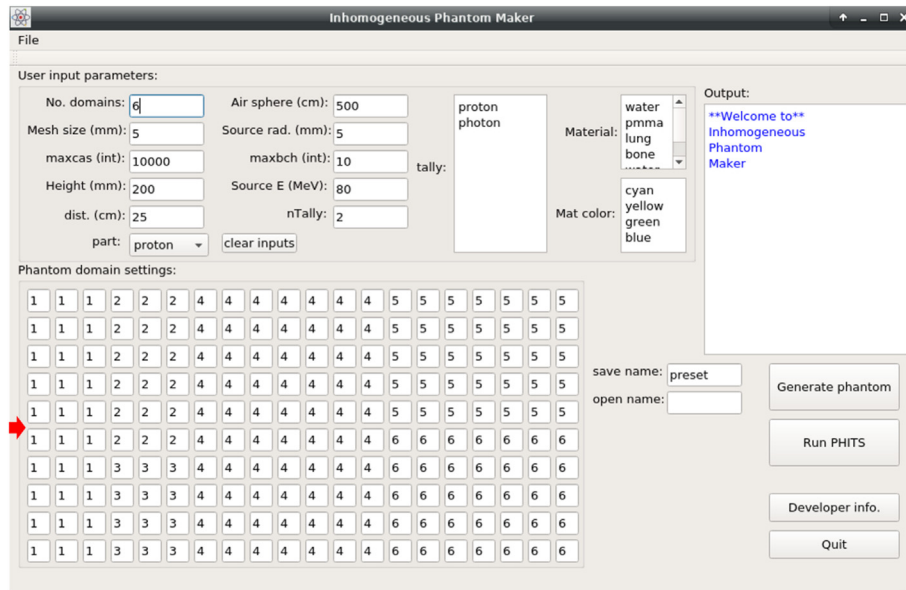 Inhomogeneous Phantom Maker
File
User input parameters:
No. domains: 6 Air sphere (cm): 500
Mesh size (mm): 5 Source rad. (mm): 5
maxcas (int): 10000 maxbch (int): 10
Height (mm): 200 Source E (MeV): 80
dist. (cm): 25 nTally: 2
part: proton clear inputs
tally:
proton
photon
Material:
water
pmma
lung
bone
Mat color:
cyan
yellow
green
blue
Output:
**Welcome to**
Inhomogeneous
Phantom
Maker
Phantom domain settings:
1 1 1 2 2 2 4 4 4 4 4 4 4 5 5 5 5 5 5 5
1 1 1 2 2 2 4 4 4 4 4 4 4 5 5 5 5 5 5 5
1 1 1 2 2 2 4 4 4 4 4 4 4 5 5 5 5 5 5 5
1 1 1 2 2 2 4 4 4 4 4 4 4 5 5 5 5 5 5 5
1 1 1 2 2 2 4 4 4 4 4 4 4 5 5 5 5 5 5 5
1 1 1 2 2 2 4 4 4 4 4 4 4 6 6 6 6 6 6 6
1 1 1 3 3 3 4 4 4 4 4 4 4 6 6 6 6 6 6 6
1 1 1 3 3 3 4 4 4 4 4 4 4 6 6 6 6 6 6 6
1 1 1 3 3 3 4 4 4 4 4 4 4 6 6 6 6 6 6 6
1 1 1 3 3 3 4 4 4 4 4 4 4 6 6 6 6 6 6 6
save name: preset
open name:
Generate phantom
Run PHITS
Developer info.
Quit